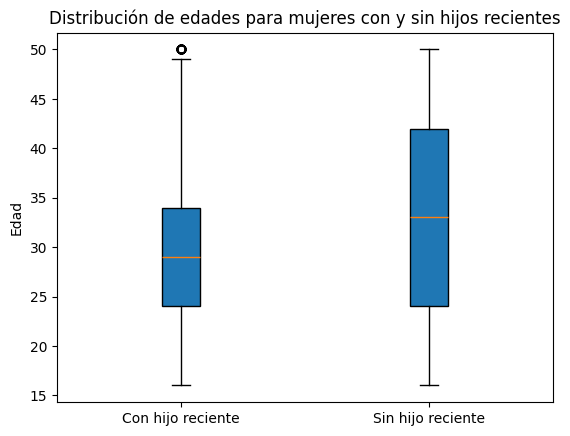 Distribución de edades para mujeres con y sin hijos recientes
50
45
40
35
30
25
20
15
Edad
Con hijo reciente
Sin hijo reciente